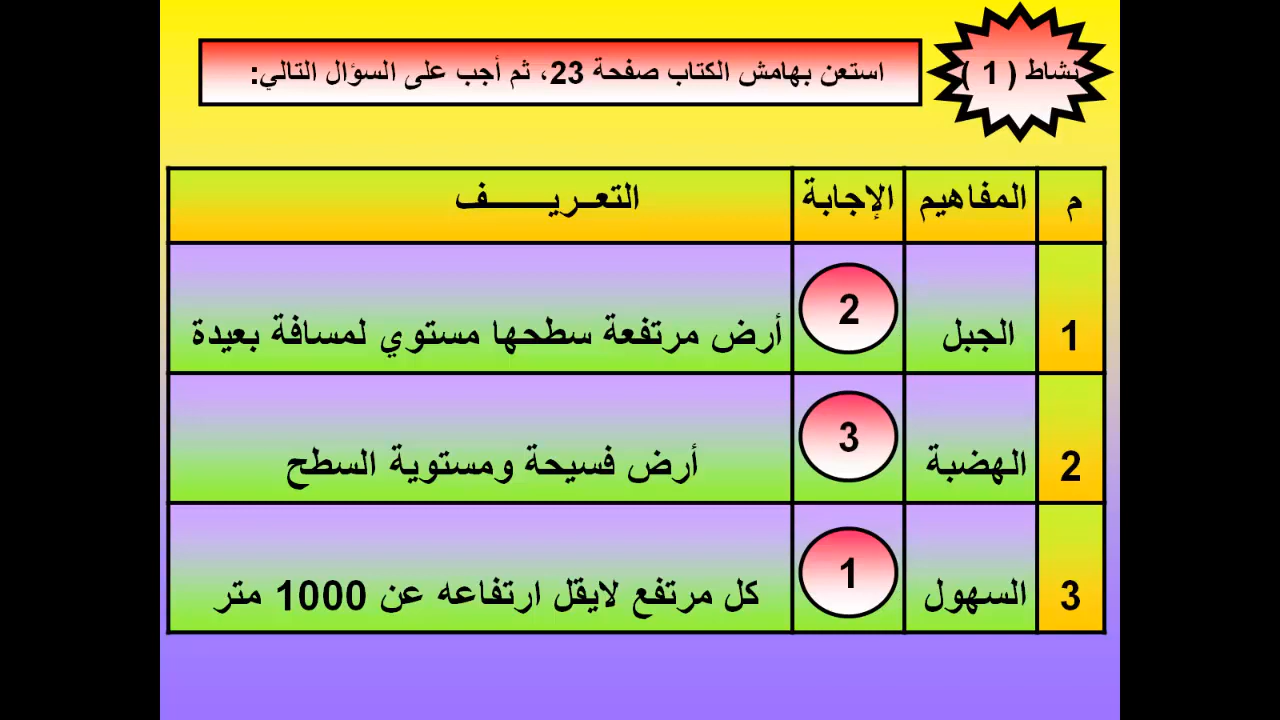 نشاط ( 1 )
استعن بهامش الكتاب صفحة 23، ثم أجب على السؤال التالي:
م المفاهيم الإجابة التعــريــــــــف
1 الجبل 2 أرض مرتفعة سطحها مستوي لمسافة بعيدة
2 الهضبة 3 أرض فسيحة ومستوية السطح
3 السهول 1 كل مرتفع لايقل ارتفاعه عن 1000 متر